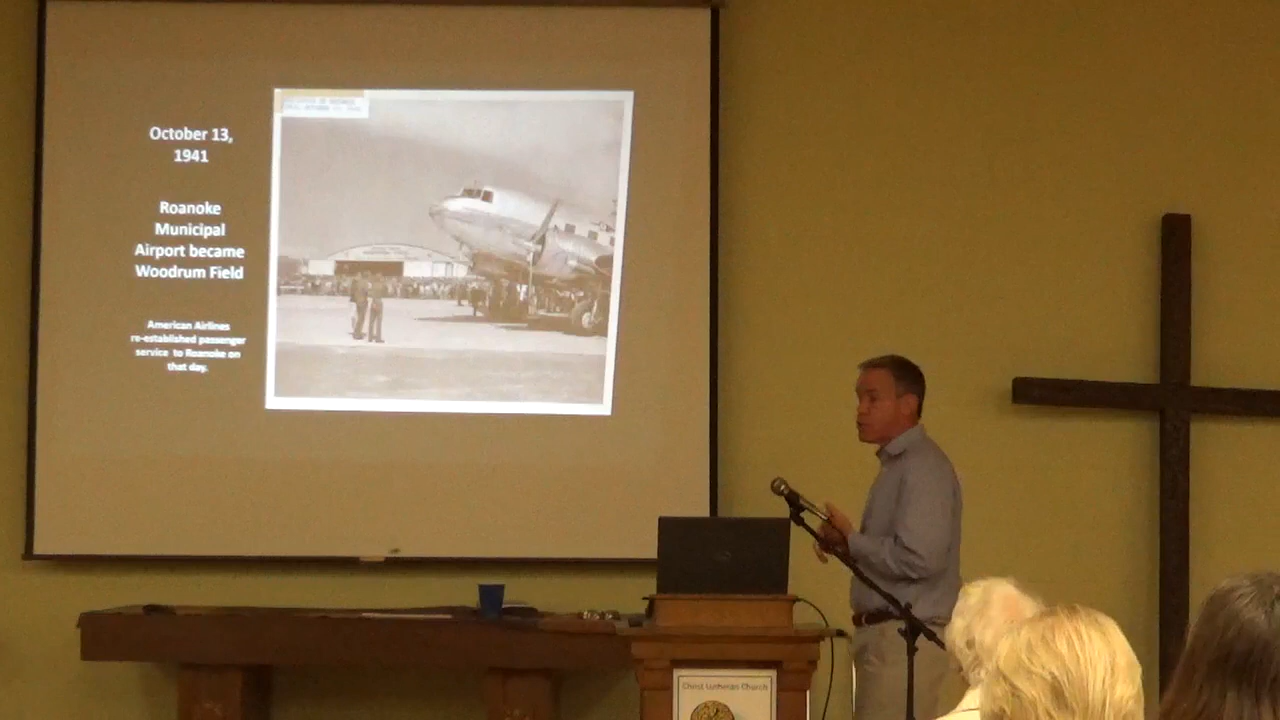 October 13,
1941
Roanoke
Municipal
Airport became
Woodrum Field
American Airlines
re-established passenger
service to Roanoke on
that day.
Christ Lutheran Church